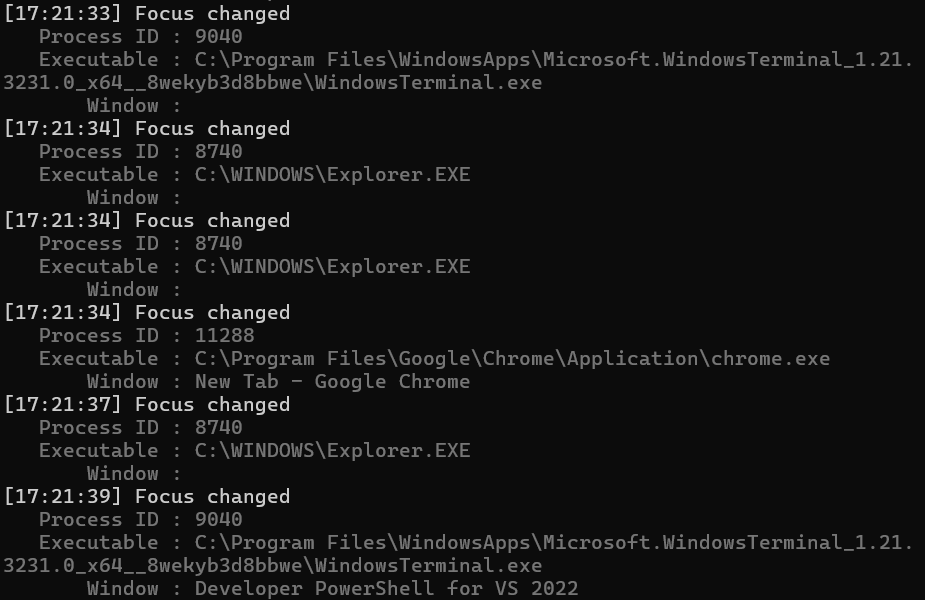 [17:21:33] Focus changed
Process ID : 9040
Executable : C:\Program Files\WindowsApps\Microsoft.WindowsTerminal_1.21.
3231.0_x64__8wekyb3d8bbwe\WindowsTerminal.exe
Window :
[17:21:34] Focus changed
Process ID : 8740
Executable : C:\WINDOWS\Explorer.EXE
Window :
[17:21:34] Focus changed
Process ID : 8740
Executable : C:\WINDOWS\Explorer.EXE
Window :
[17:21:34] Focus changed
Process ID : 11288
Executable : C:\Program Files\Google\Chrome\Application\chrome.exe
Window : New Tab - Google Chrome
[17:21:37] Focus changed
Process ID : 8740
Executable : C:\WINDOWS\Explorer.EXE
Window :
[17:21:39] Focus changed
Process ID : 9040
Executable : C:\Program Files\WindowsApps\Microsoft.WindowsTerminal_1.21.
3231.0_x64__8wekyb3d8bbwe\WindowsTerminal.exe
Window : Developer PowerShell for VS 2022